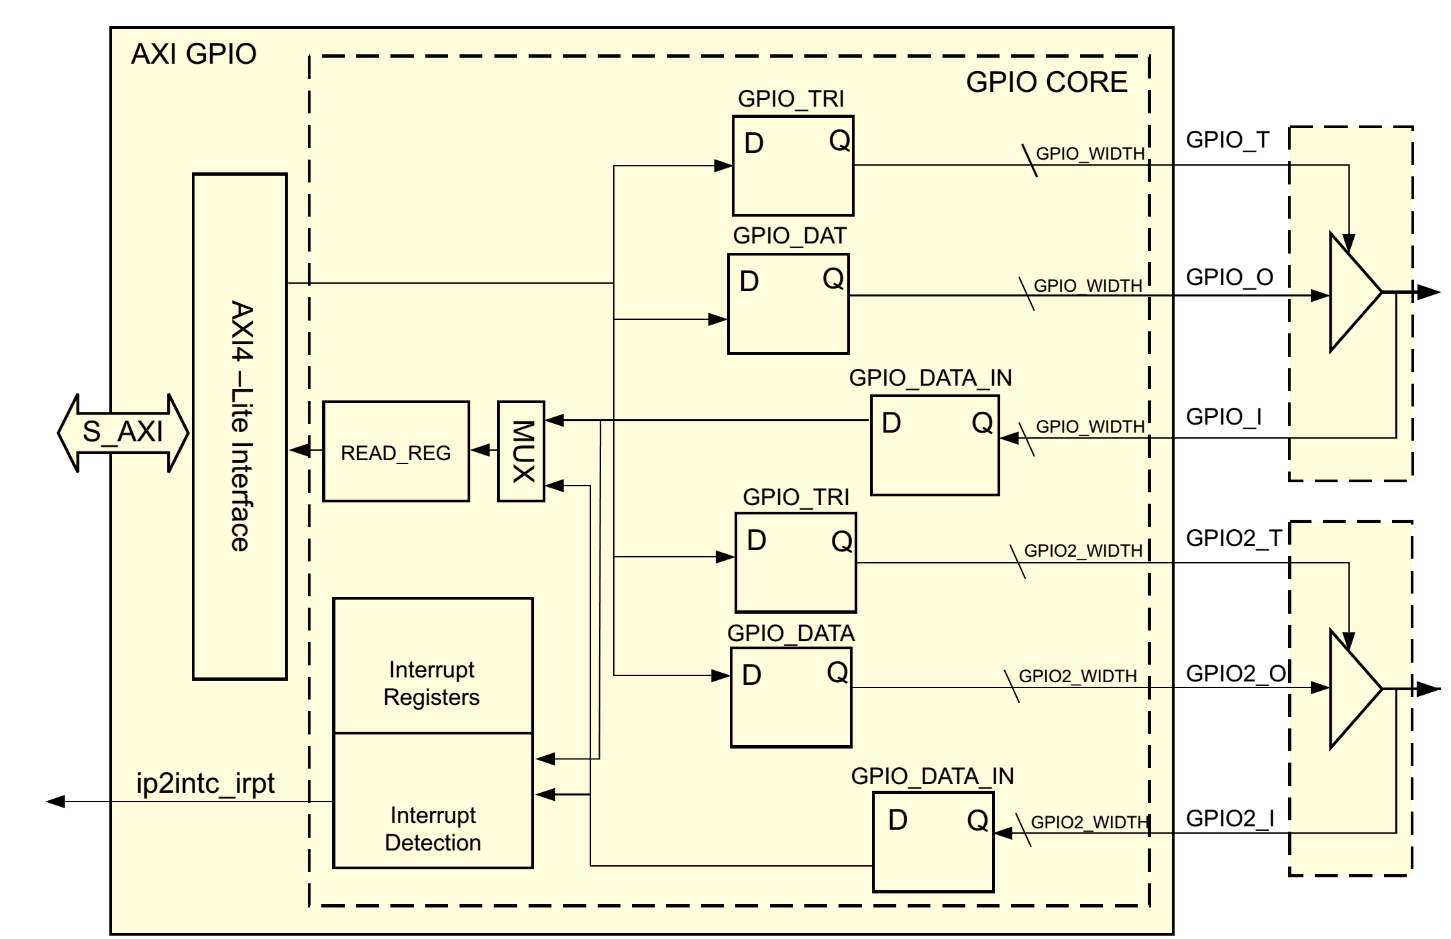 AXI GPIO
GPIO CORE
GPIO_TRI
D
Q
GPIO_WIDTH
GPIO_T
GPIO_DAT
D
Q
GPIO_WIDTH
GPIO_O
AXI4 –Lite Interface
S_AXI
READ_REG
MUX
GPIO_DATA_IN
D
Q
GPIO_WIDTH
GPIO_I
GPIO_TRI
D
Q
GPIO2_WIDTH
GPIO2_T
GPIO_DATA
D
Q
GPIO2_WIDTH
GPIO2_O
Interrupt
Registers
ip2intc_irpt
Interrupt
Detection
GPIO_DATA_IN
D
Q
GPIO2_WIDTH
GPIO2_I